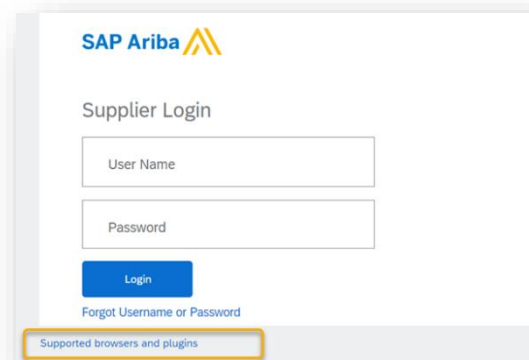 SAP Ariba
Supplier Login
User Name
Password
Login
Forgot Username or Password
Supported browsers and plugins